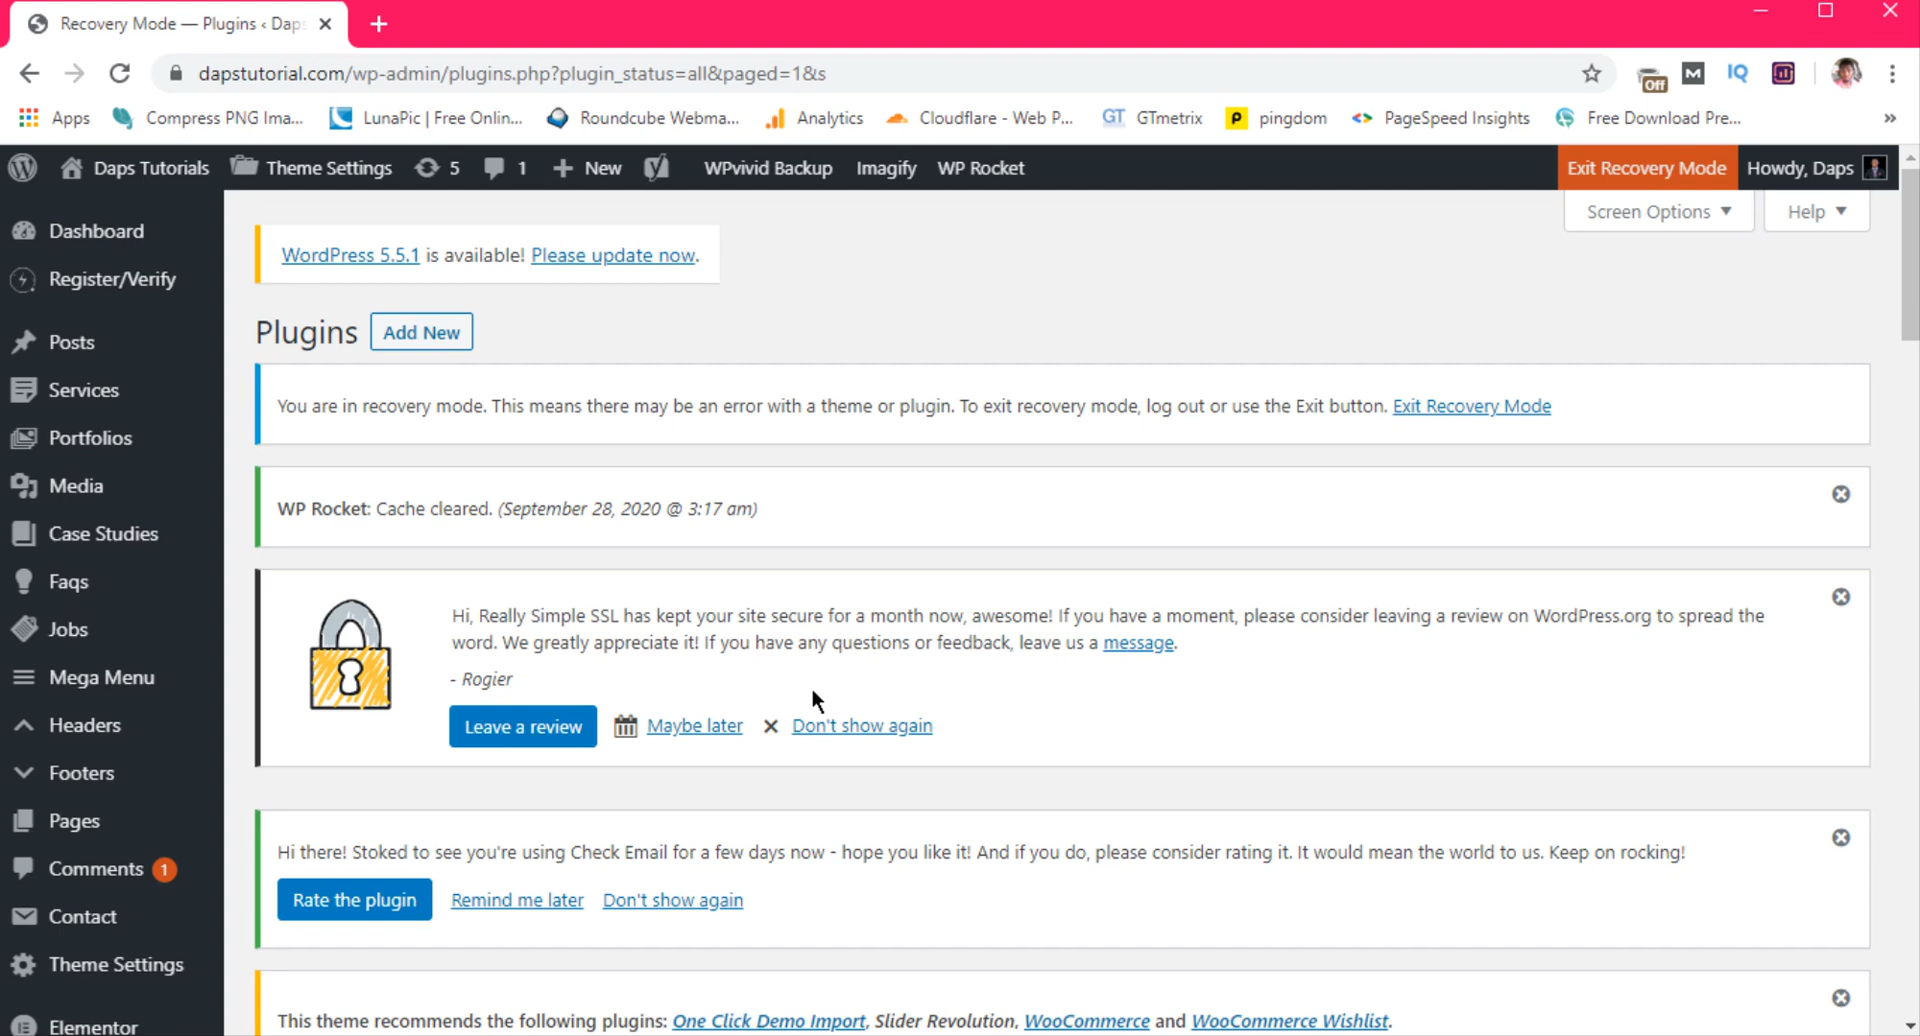 Recovery Mode — Plugins ‹ Daps
dapstutorial.com/wp-admin/plugins.php?plugin_status=all&paged=1&s
Off M IQ
Apps Compress PNG Ima... LunaPic | Free Onlin... Roundcube Webma... Analytics Cloudflare - Web P... GT GTmetrix P pingdom PageSpeed Insights Free Download Pre... »
Daps Tutorials Theme Settings 5 1 + New WPvivid Backup Imagify WP Rocket Exit Recovery Mode Howdy, Daps
Screen Options ▼ Help ▼
Dashboard
Register/Verify
Posts
Services
Portfolios
Media
Case Studies
Faqs
Jobs
Mega Menu
Headers
Footers
Pages
Comments 1
Contact
Theme Settings
Elementor
WordPress 5.5.1 is available! Please update now.
Plugins Add New
You are in recovery mode. This means there may be an error with a theme or plugin. To exit recovery mode, log out or use the Exit button. Exit Recovery Mode
WP Rocket: Cache cleared. (September 28, 2020 @ 3:17 am)
Hi, Really Simple SSL has kept your site secure for a month now, awesome! If you have a moment, please consider leaving a review on WordPress.org to spread the
word. We greatly appreciate it! If you have any questions or feedback, leave us a message.
- Rogier
Leave a review Maybe later Don't show again
Hi there! Stoked to see you're using Check Email for a few days now - hope you like it! And if you do, please consider rating it. It would mean the world to us. Keep on rocking!
Rate the plugin Remind me later Don't show again
This theme recommends the following plugins: One Click Demo Import, Slider Revolution, WooCommerce and WooCommerce Wishlist.